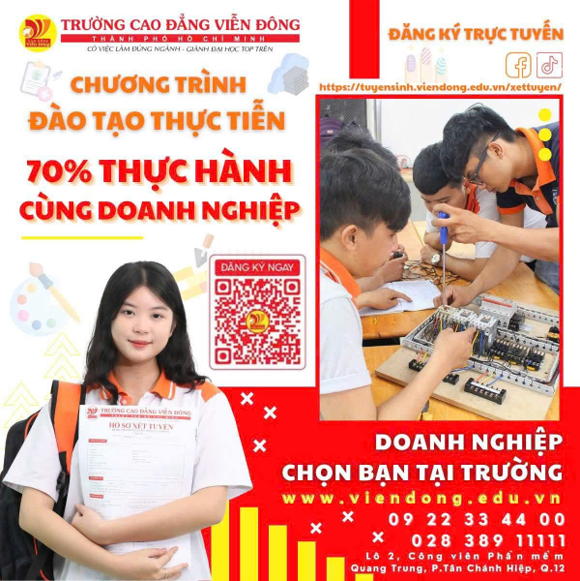 TRƯỜNG CAO ĐẲNG VIỄN ĐÔNG
THÀNH PHỐ HỒ CHÍ MINH
CÓ VIỆC LÀM ĐÚNG NGÀNH - GIÀNH ĐẠI HỌC TOP TRÊN
CHƯƠNG TRÌNH
ĐÀO TẠO THỰC TIỄN
70% THỰC HÀNH
CÙNG DOANH NGHIỆP
ĐĂNG KÝ TRỰC TUYẾN
https://tuyensinh.viendong.edu.vn/xettuyen/
ĐĂNG KÝ NGAY
TRƯỜNG CAO ĐẲNG VIỄN ĐÔNG
HỒ SƠ XÉT TUYỂN
DOANH NGHIỆP
CHỌN BẠN TẠI TRƯỜNG
www.viendong.edu.vn
09 22 33 44 00
028 389 11111
Lô 2, Công viên Phần mềm
Quang Trung, P.Tân Chánh Hiệp, Q.12